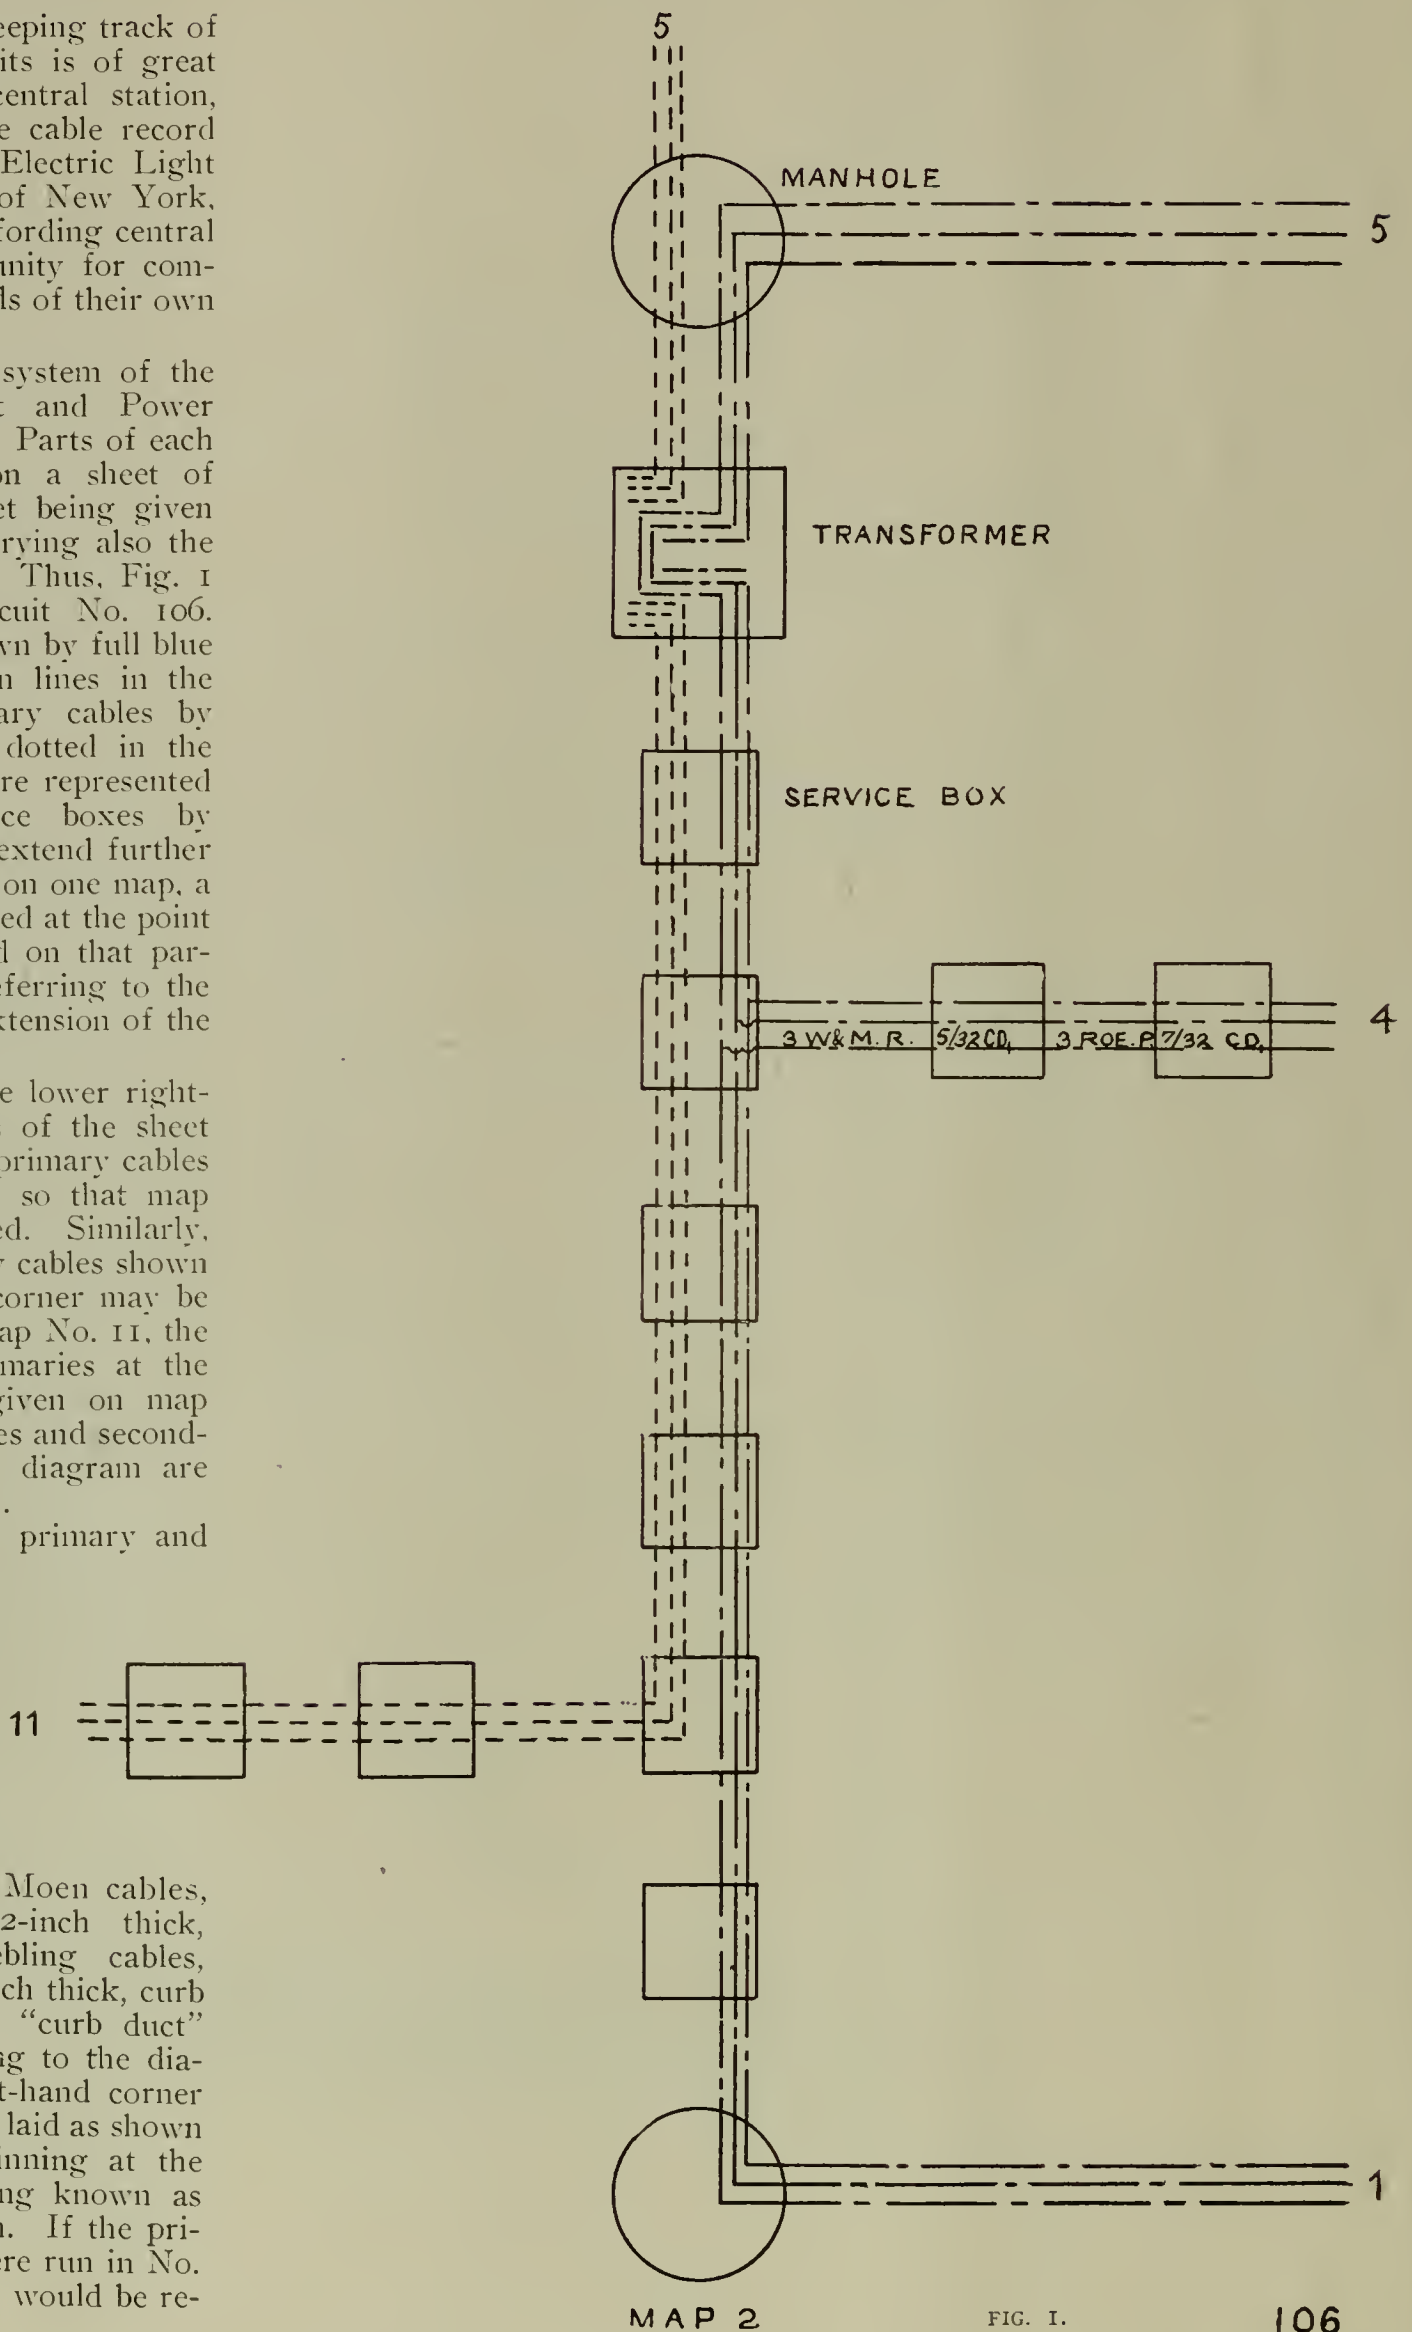 eeping track of
its is of great
central station,
e cable record
Electric Light
of New York,
fording central
unity for com-
ls of their own
system of the
t and Power
Parts of each
on a sheet of
et being given
rying also the
Thus, Fig. 1
cuit No. 106.
wn by full blue
n lines in the
ary cables by
dotted in the
re represented
ce boxes by
extend further
on one map, a
ed at the point
d on that par-
eferring to the
xtension of the
e lower right-
of the sheet
primary cables
so that map
ed. Similarly,
y cables shown
corner may be
ap No. 11, the
maries at the
given on map
es and second-
diagram are
.
primary and
Moen cables,
2-inch thick,
ebling cables,
ch thick, curb
"curb duct"
ng to the dia-
t-hand corner
laid as shown
inning at the
ng known as
n. If the pri-
ere run in No.
would be re-
5
MANHOLE
5
TRANSFORMER
SERVICE BOX
4
3 W&M.R. 5/32 CD, 3 ROE.P. 7/32 CD,
11
1
MAP 2
FIG. 1.
106